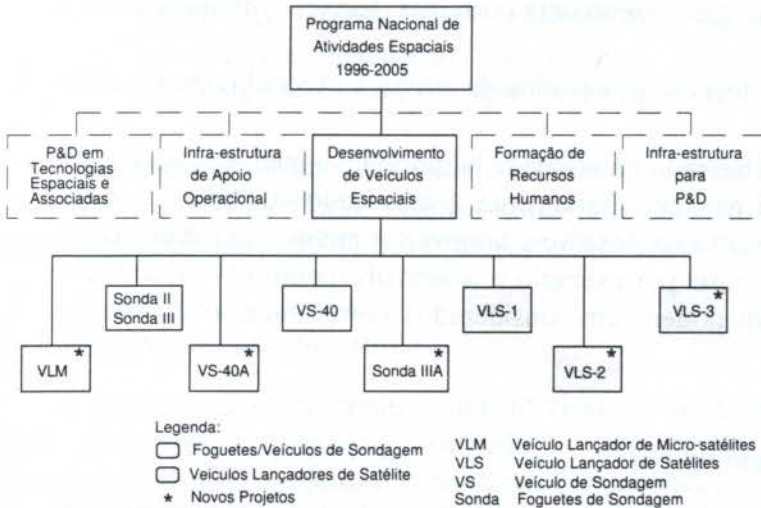 Programa Nacional de
Atividades Espaciais
1996-2005
P&D em
Tecnologias
Espaciais e
Associadas
Infra-estrutura
de Apoio
Operacional
Desenvolvimento
de Veículos
Espaciais
Formação de
Recursos
Humanos
Infra-estrutura
para
P&D
Sonda II
Sonda III
VS-40
VLS-1
VLS-3 *
VLM *
VS-40A *
Sonda IIIA *
VLS-2 *
Legenda:
Foguetes/Veículos de Sondagem
Veiculos Lançadores de Satélite
* Novos Projetos
VLM Veículo Lançador de Micro-satélites
VLS Veículo Lançador de Satélites
VS Veículo de Sondagem
Sonda Foguetes de Sondagem